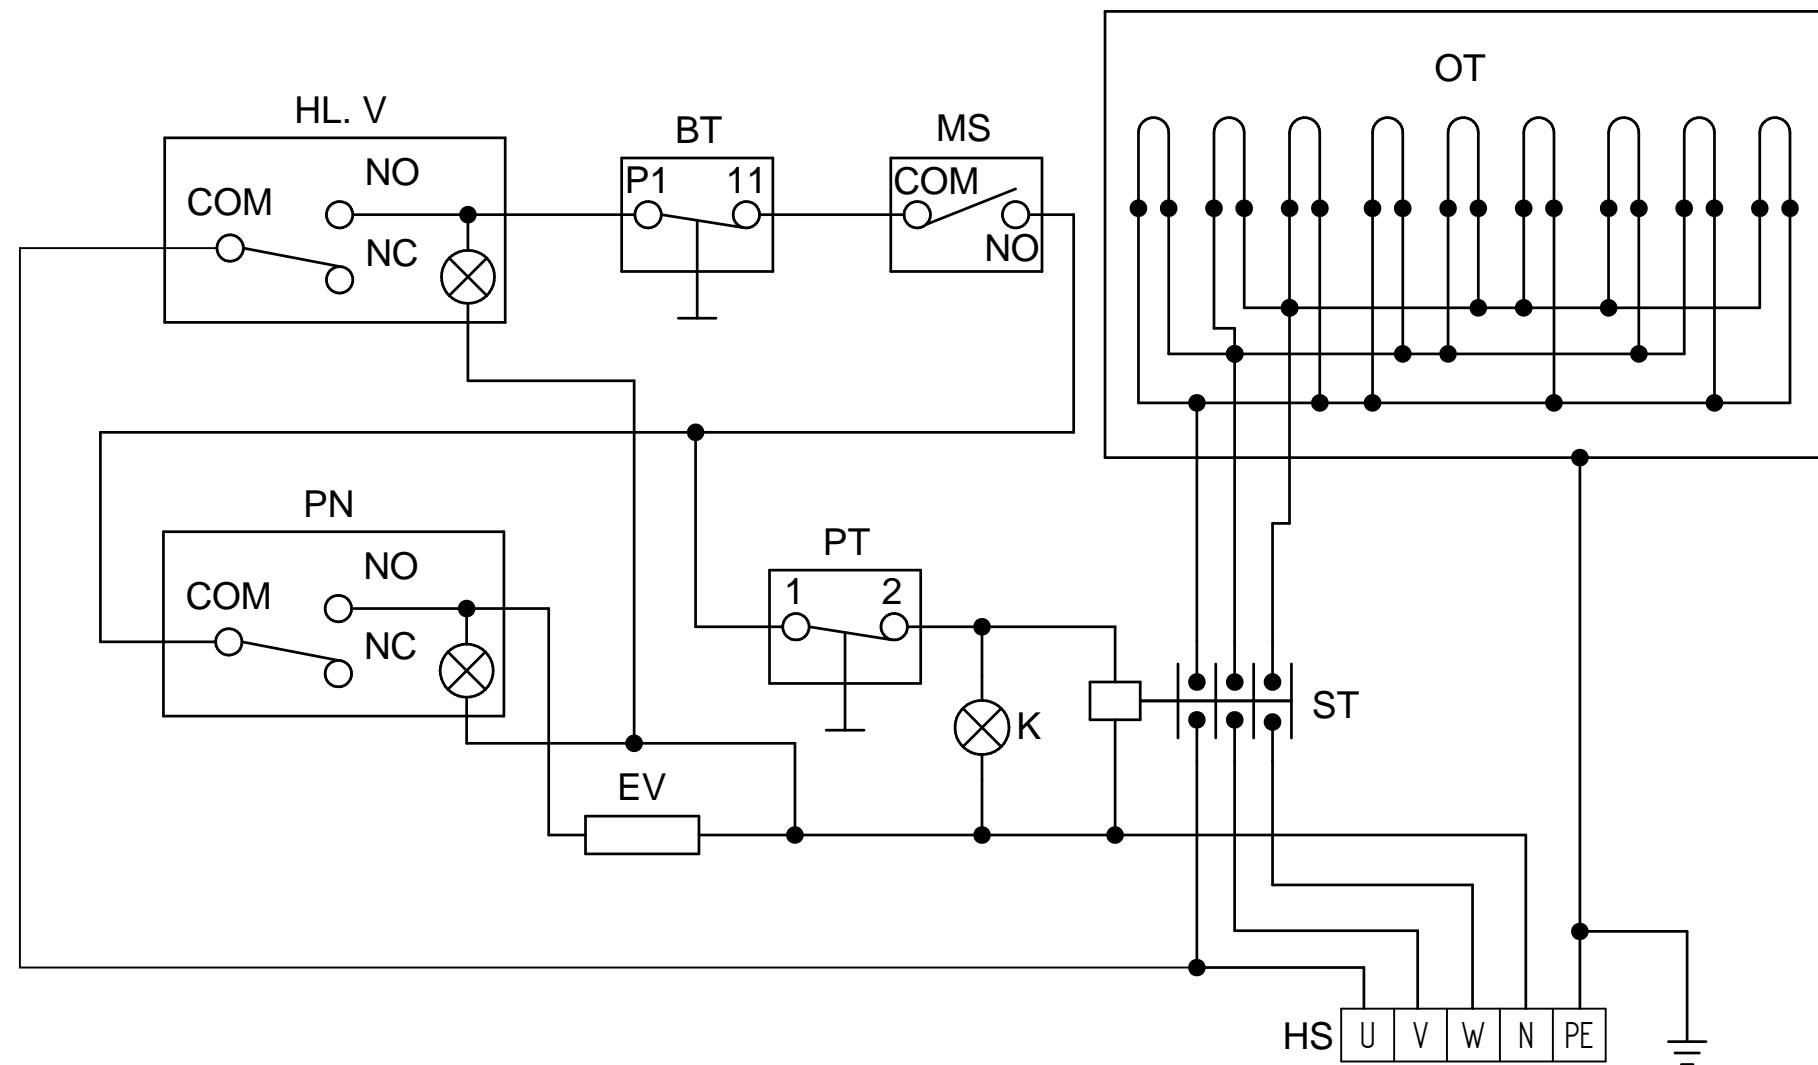 OT
HL. V
BT
MS
NO
COM
NC
P1 11
COM
NO
PN
NO
COM
NC
PT
1 2
K
ST
EV
HS U V W N PE